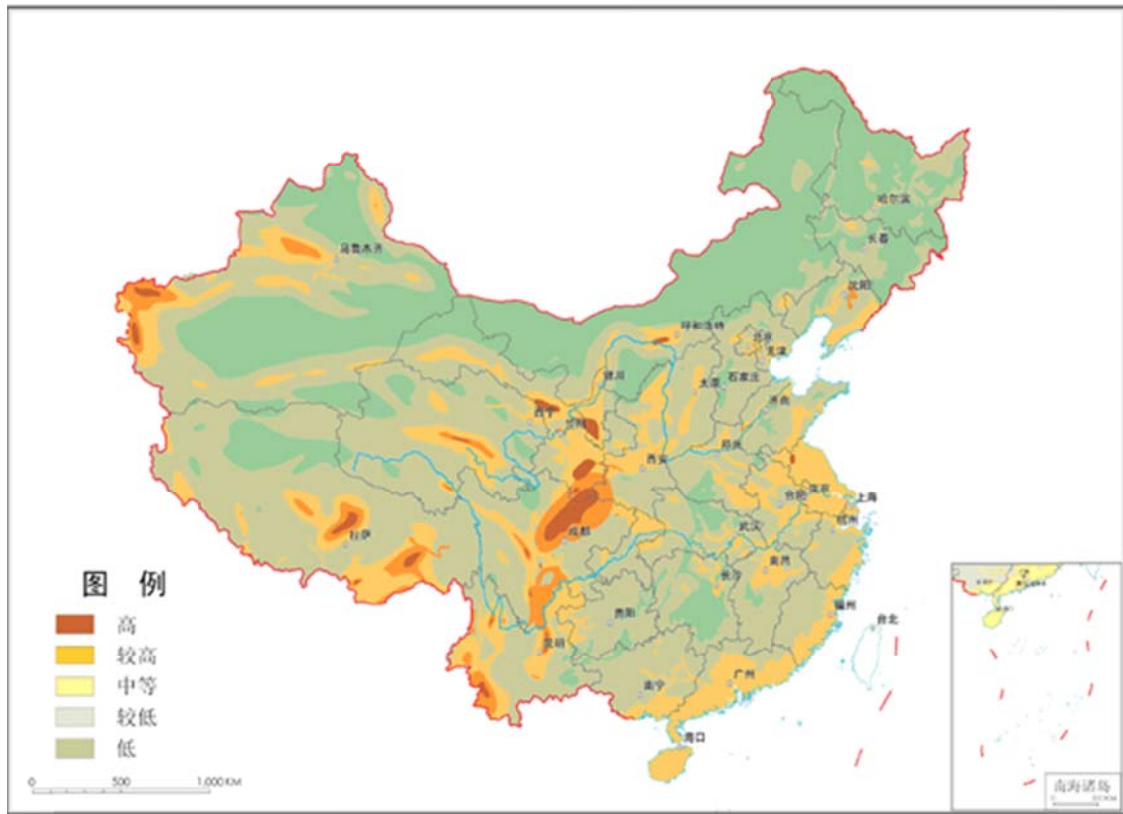 哈尔滨
长春
乌鲁木齐
沈阳
呼和浩特
北京
天津
银川
太原
石家庄
西宁
济南
兰州
郑州
西安
南京
合肥
上海
成都
武汉
杭州
拉萨
南昌
长沙
贵阳
福州
台北
昆明
广州
南宁
海口
图 例
高
较高
中等
较低
低
0 500 1,000 KM
南海诸岛